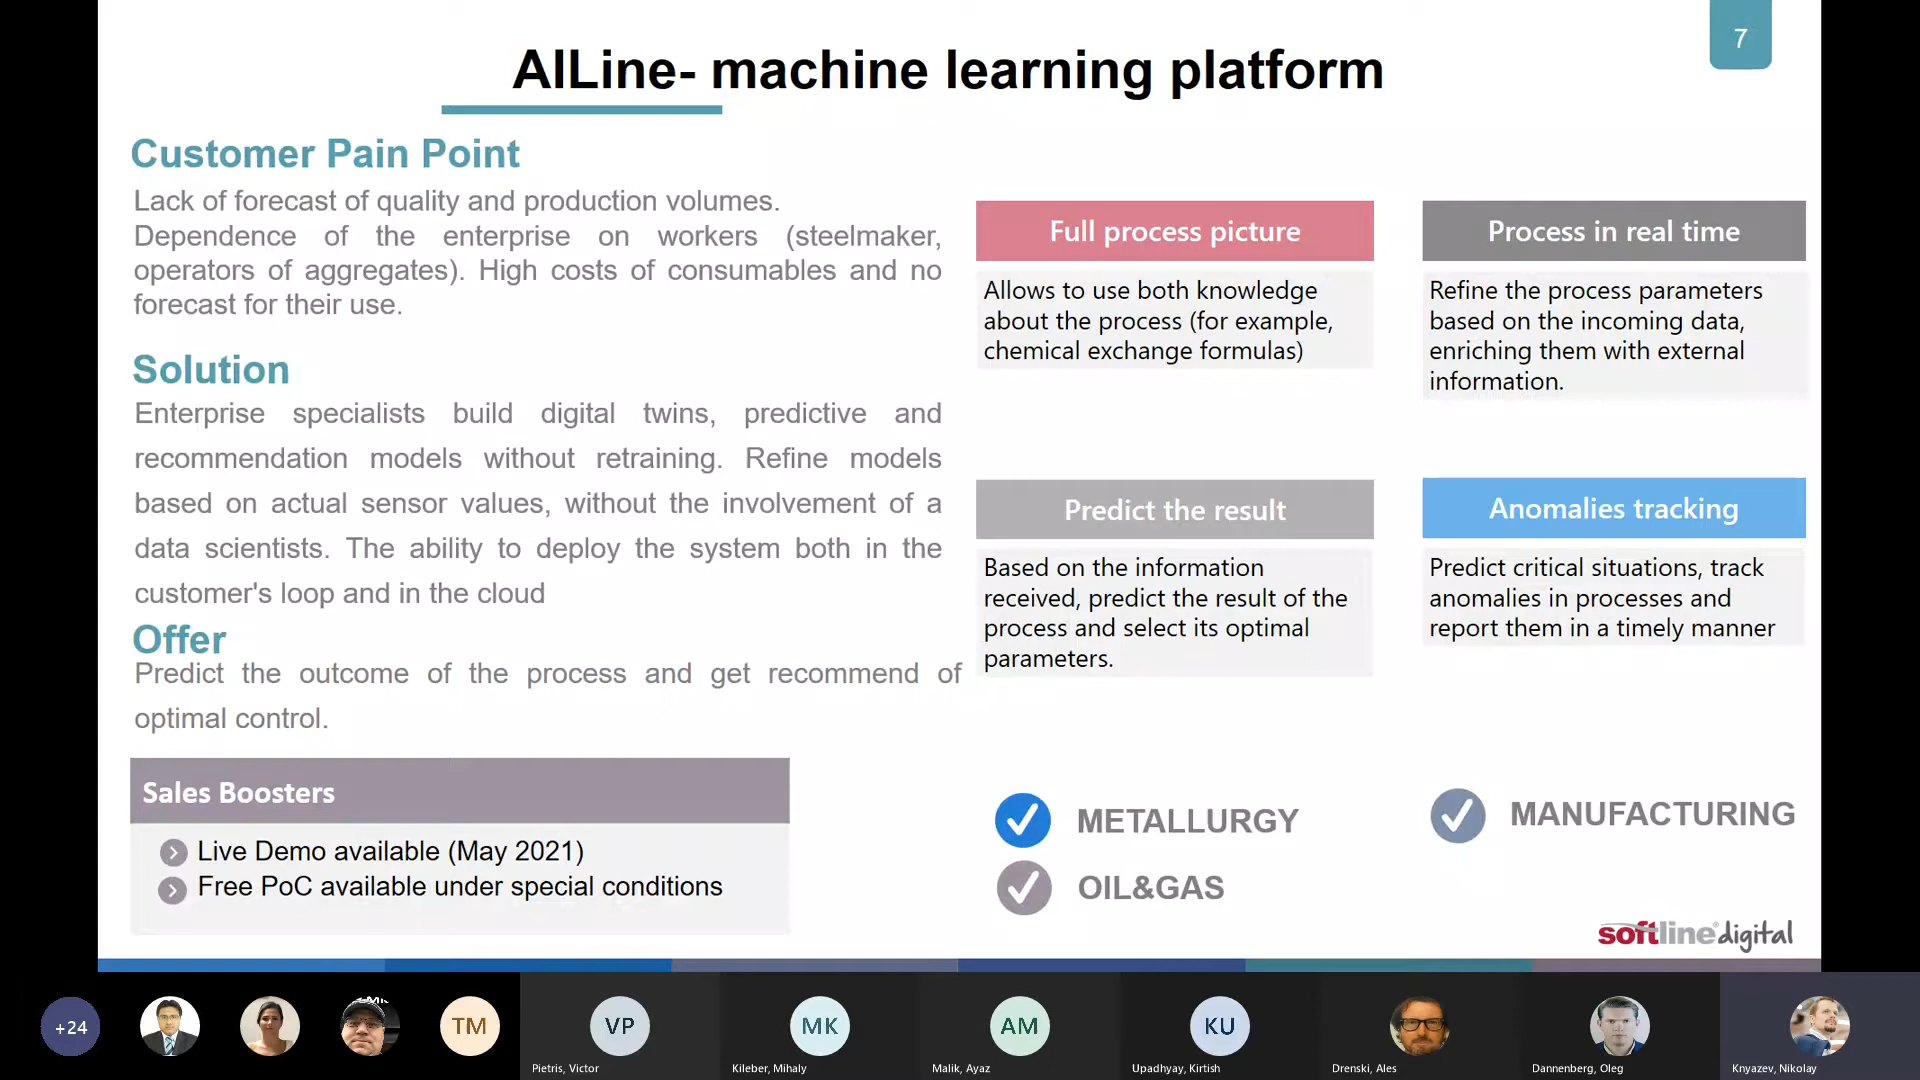 7
AILine- machine learning platform
Customer Pain Point
Lack of forecast of quality and production volumes.
Dependence of the enterprise on workers (steelmaker,
operators of aggregates). High costs of consumables and no
forecast for their use.
Solution
Enterprise specialists build digital twins, predictive and
recommendation models without retraining. Refine models
based on actual sensor values, without the involvement of a
data scientists. The ability to deploy the system both in the
customer's loop and in the cloud
Offer
Predict the outcome of the process and get recommend of
optimal control.
Sales Boosters
Live Demo available (May 2021)
Free PoC available under special conditions
Full process picture
Allows to use both knowledge
about the process (for example,
chemical exchange formulas)
Process in real time
Refine the process parameters
based on the incoming data,
enriching them with external
information.
Predict the result
Based on the information
received, predict the result of the
process and select its optimal
parameters.
Anomalies tracking
Predict critical situations, track
anomalies in processes and
report them in a timely manner
METALLURGY
MANUFACTURING
OIL&GAS
softline® digital
+24
TM
VP
MK
AM
KU
Pietris, Victor
Kileber, Mihaly
Malik, Ayaz
Upadhyay, Kirtish
Drenski, Ales
Dannenberg, Oleg
Knyazev, Nikolay